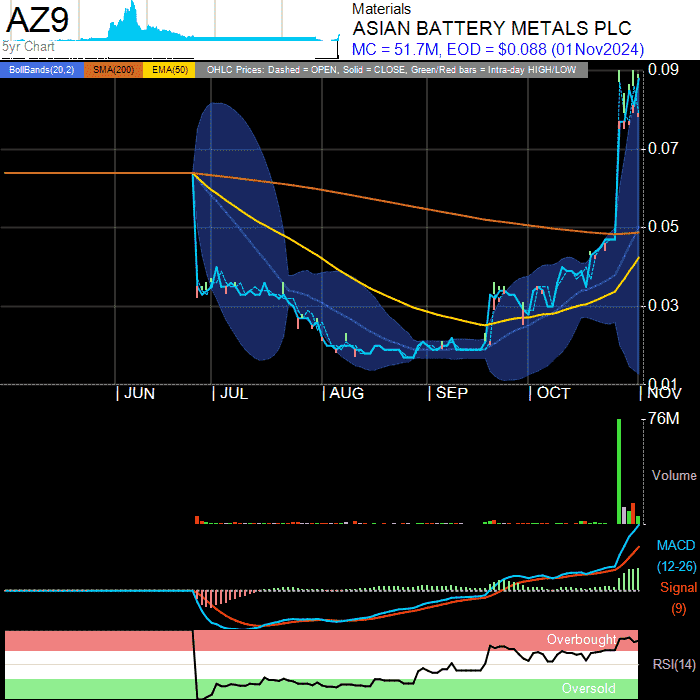 AZ9
5yr Chart
Materials
ASIAN BATTERY METALS PLC
MC = 51.7M, EOD = $0.088 (01Nov2024)
BollBands(20,2) SMA(200) EMA(50) OHLC Prices: Dashed = OPEN, Solid = CLOSE, Green/Red bars = Intra-day HIGH/LOW
0.09
0.07
0.05
0.03
0.01
JUN JUL AUG SEP OCT NOV
76M
Volume
MACD
(12-26)
Signal
(9)
Overbought
RSI(14)
Oversold